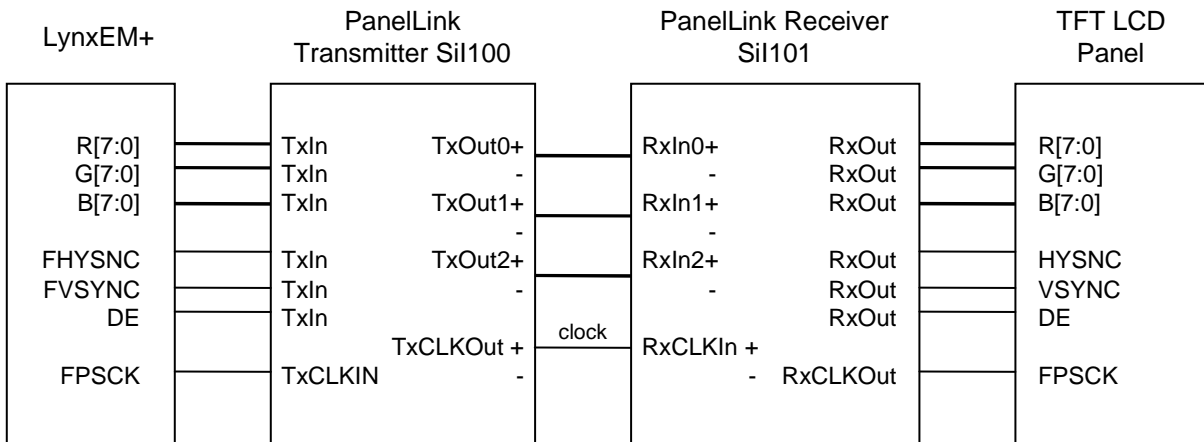 LynxEM+
PanelLink
Transmitter SiI100
PanelLink Receiver
SiI101
TFT LCD
Panel
R[7:0] TxIn TxOut0+ RxIn0+ RxOut R[7:0]
G[7:0] TxIn - - RxOut G[7:0]
B[7:0] TxIn TxOut1+ RxIn1+ RxOut B[7:0]
- -
FHYSNC TxIn TxOut2+ RxIn2+ RxOut HYSNC
FVSYNC TxIn - - RxOut VSYNC
DE TxIn RxOut DE
TxCLKOut + clock RxCLKIn +
FPSCK TxCLKIN - - RxCLKOut FPSCK